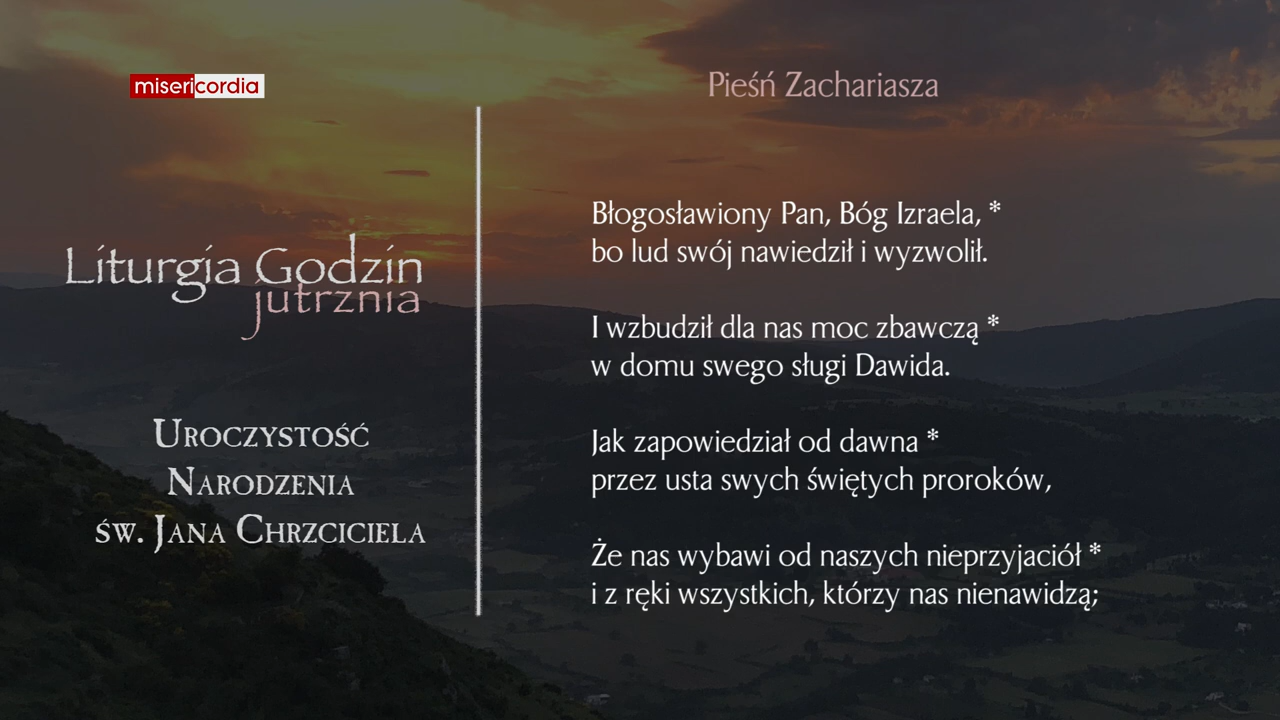 misericordia
Liturgia Godzin
jutrznia
Uroczystość
Narodzenia
św. Jana Chrzciciela
Pieśń Zachariasza
Błogosławiony Pan, Bóg Izraela, *
bo lud swój nawiedził i wyzwolił.
I wzbudził dla nas moc zbawczą *
w domu swego sługi Dawida.
Jak zapowiedział od dawna *
przez usta swych świętych proroków,
Że nas wybawi od naszych nieprzyjaciół *
i z ręki wszystkich, którzy nas nienawidzą;